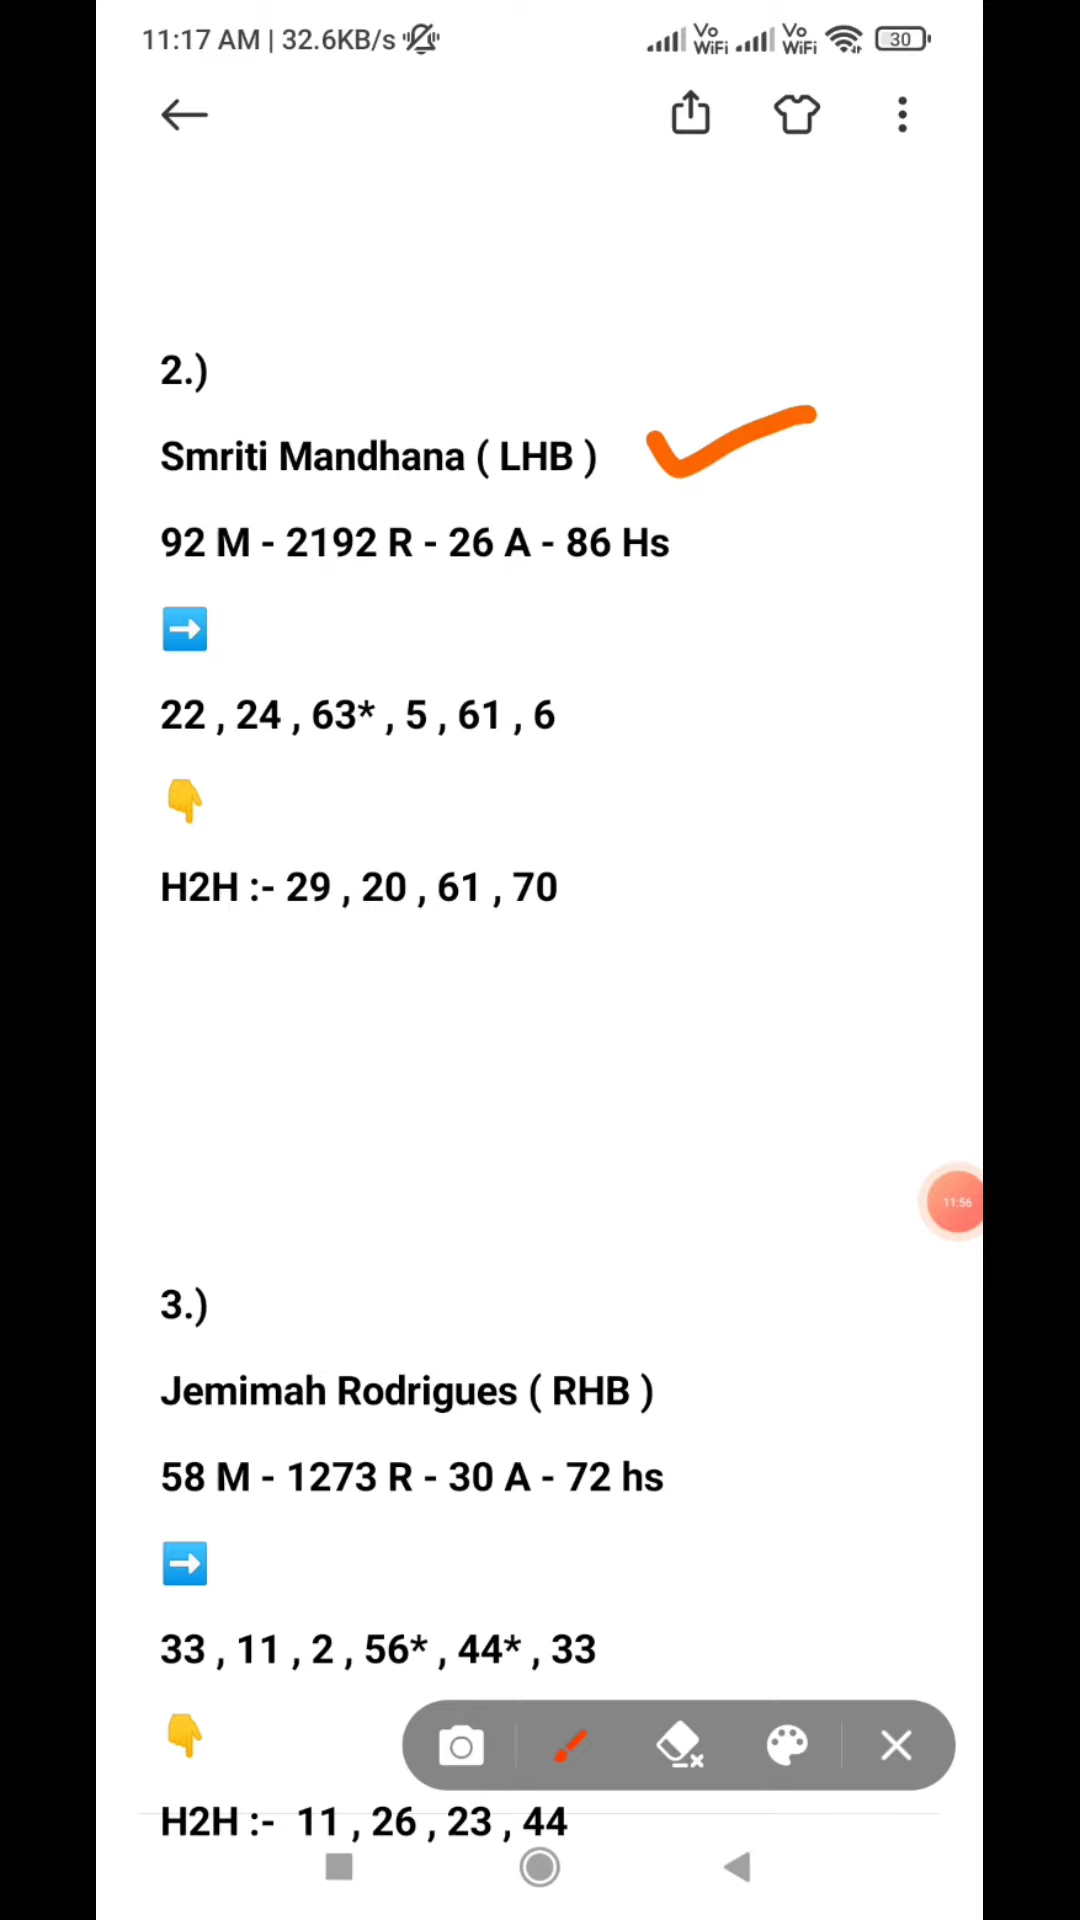 11:17 AM | 32.6KB/s
Vo WiFi Vo WiFi 30
2.)
Smriti Mandhana ( LHB )
92 M - 2192 R - 26 A - 86 Hs
➡️
22 , 24 , 63* , 5 , 61 , 6
👇
H2H :- 29 , 20 , 61 , 70
11:56
3.)
Jemimah Rodrigues ( RHB )
58 M - 1273 R - 30 A - 72 hs
➡️
33 , 11 , 2 , 56* , 44* , 33
👇
H2H :- 11 , 26 , 23 , 44